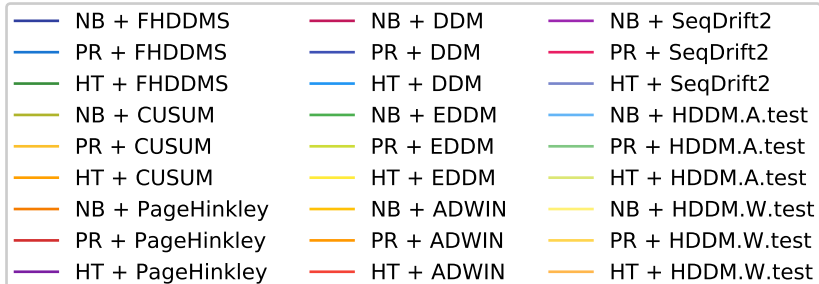 NB + FHDDMS
PR + FHDDMS
HT + FHDDMS
NB + CUSUM
PR + CUSUM
HT + CUSUM
NB + PageHinkley
PR + PageHinkley
HT + PageHinkley
NB + DDM
PR + DDM
HT + DDM
NB + EDDM
PR + EDDM
HT + EDDM
NB + ADWIN
PR + ADWIN
HT + ADWIN
NB + SeqDrift2
PR + SeqDrift2
HT + SeqDrift2
NB + HDDM.A.test
PR + HDDM.A.test
HT + HDDM.A.test
NB + HDDM.W.test
PR + HDDM.W.test
HT + HDDM.W.test